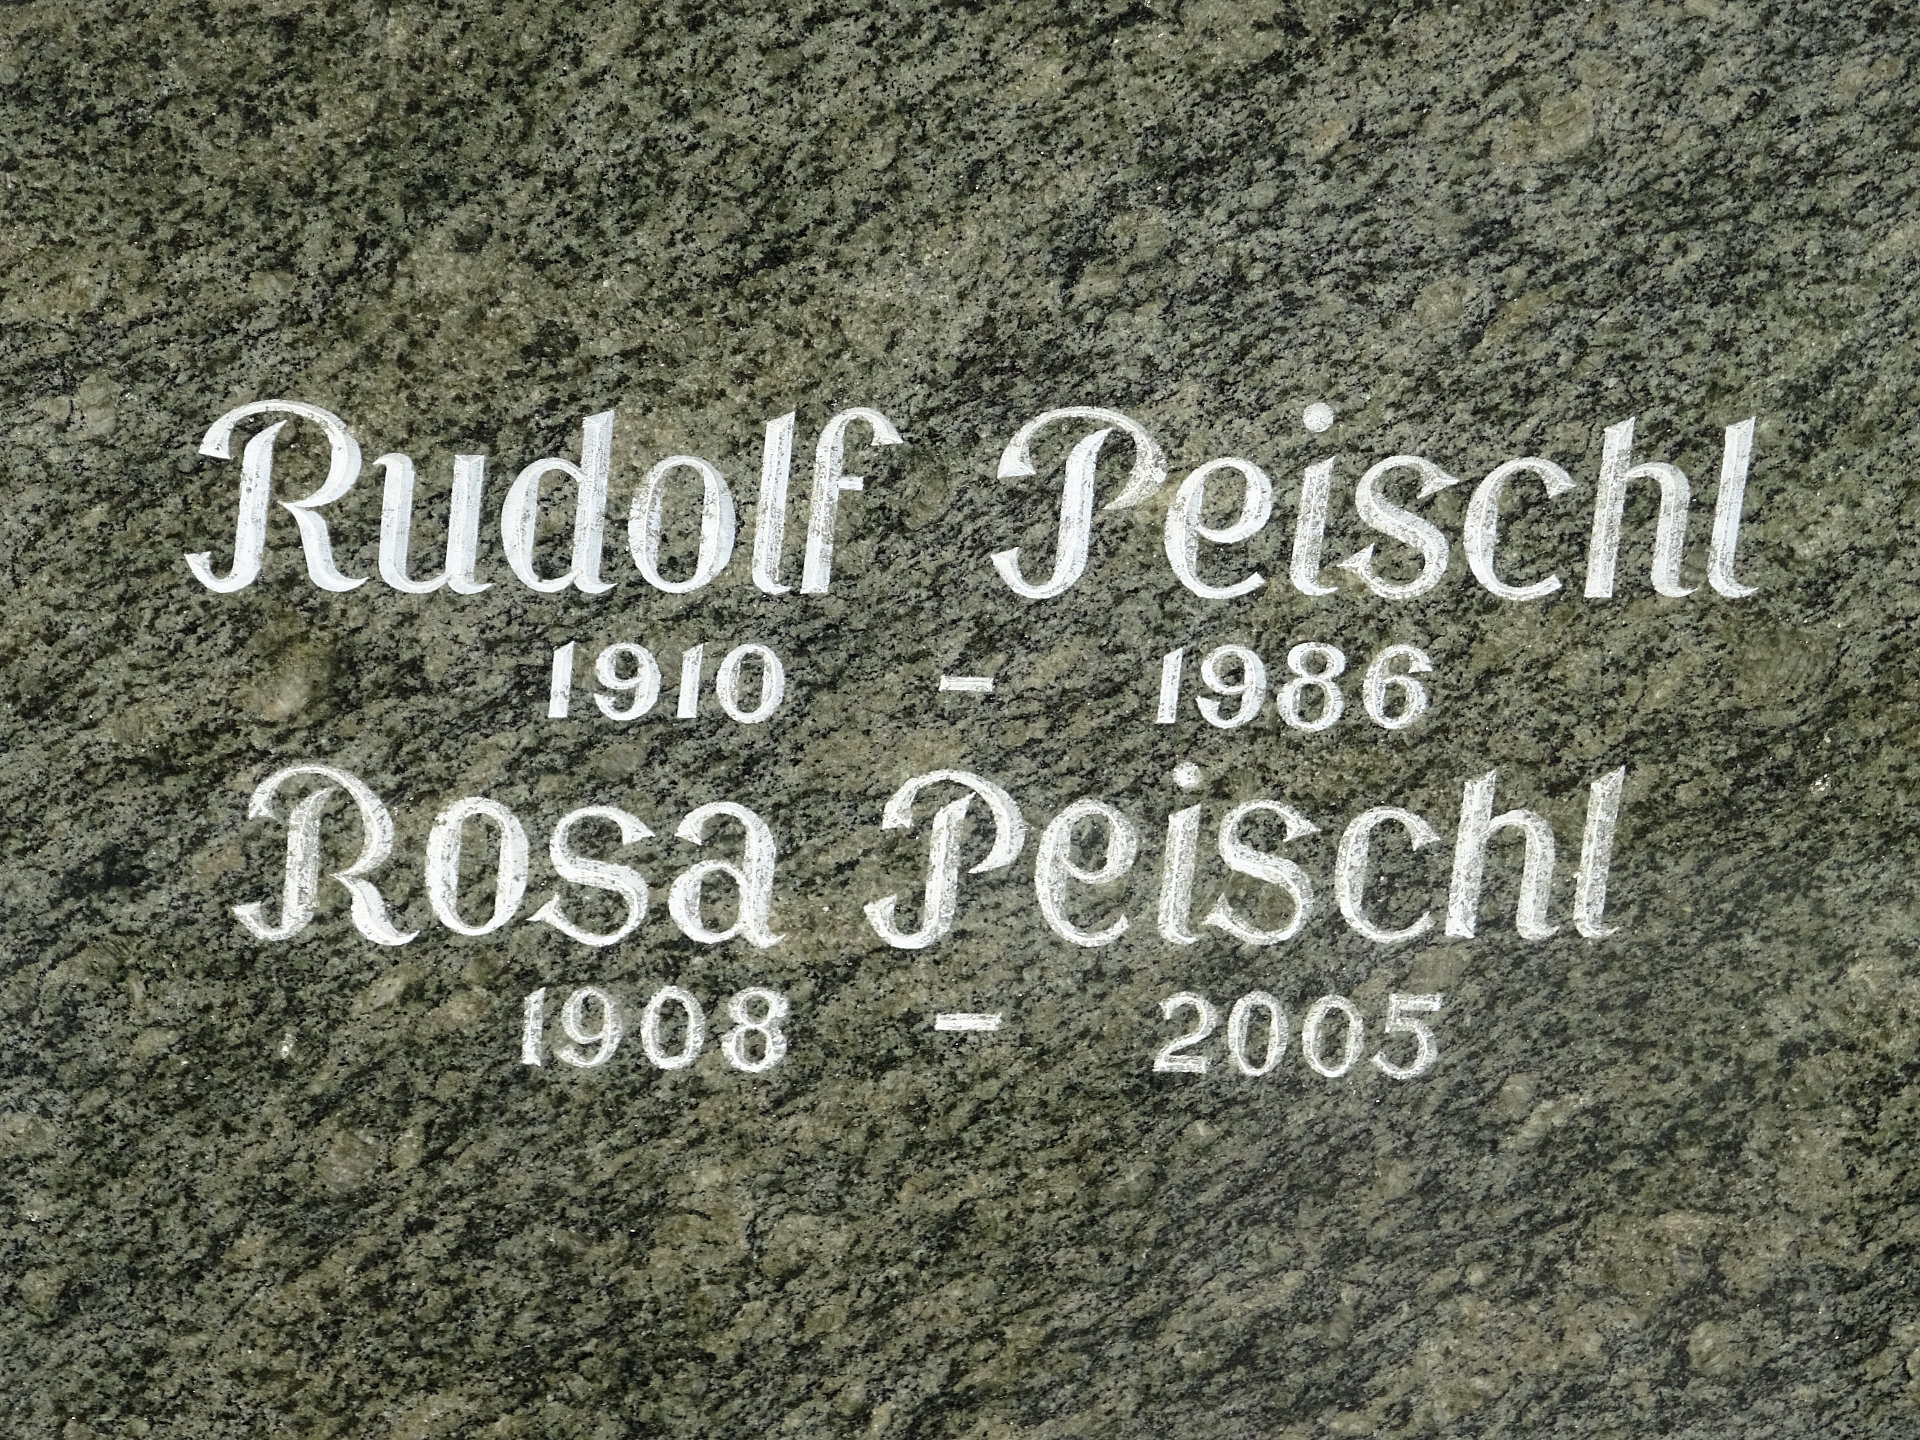 Rudolf Peischl
1910 - 1986
Rosa Peischl
1908 - 2005